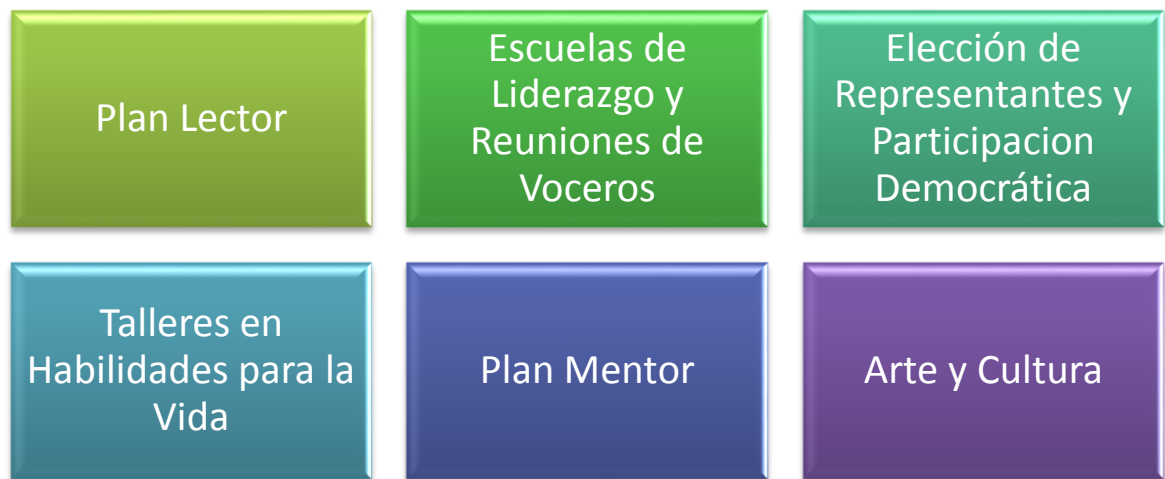 Plan Lector
Escuelas de
Liderazgo y
Reuniones de
Voceros
Elección de
Representantes y
Participacion
Democrática
Talleres en
Habilidades para la
Vida
Plan Mentor
Arte y Cultura